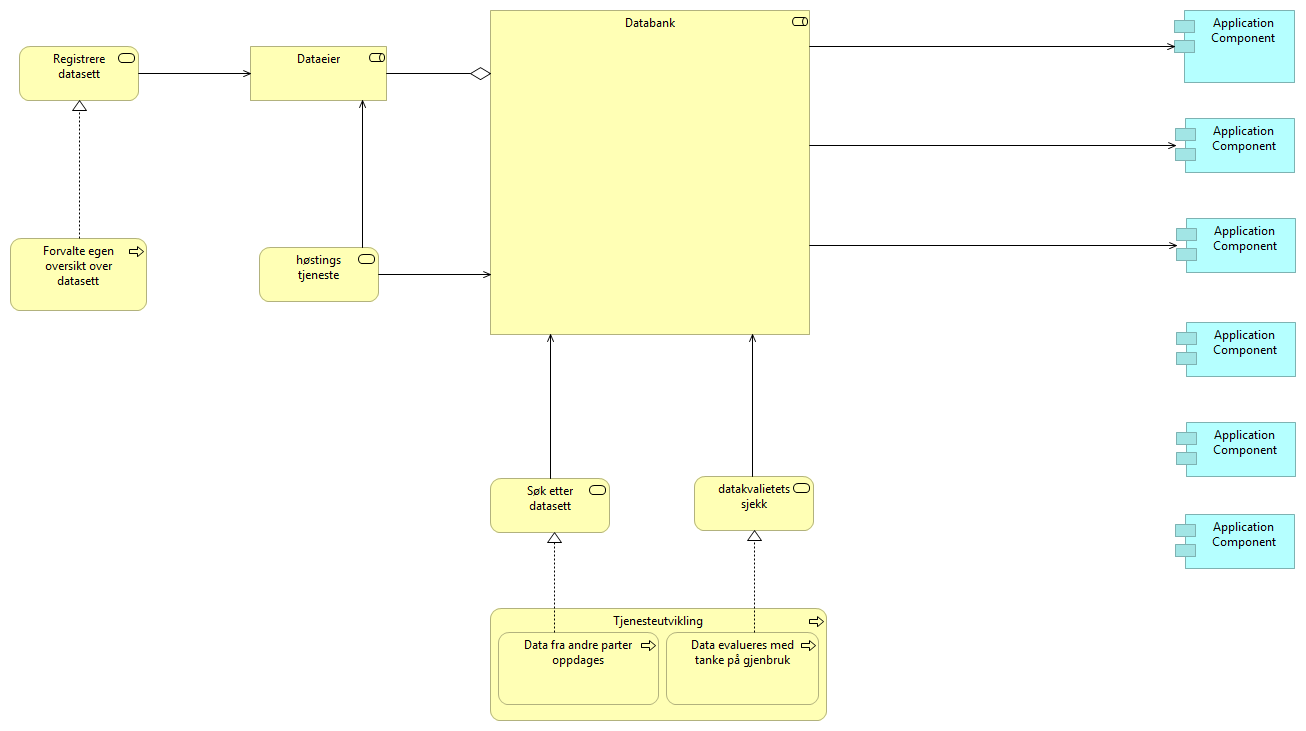 Databank
Application
Component
Registrere
datasett
Dataeier
Application
Component
Forvalte egen
oversikt over
datasett
høstings
tjeneste
Application
Component
Application
Component
Application
Component
Søk etter
datasett
datakvalietets
sjekk
Application
Component
Tjenesteutvikling
Data fra andre parter
oppdages
Data evalueres med
tanke på gjenbruk